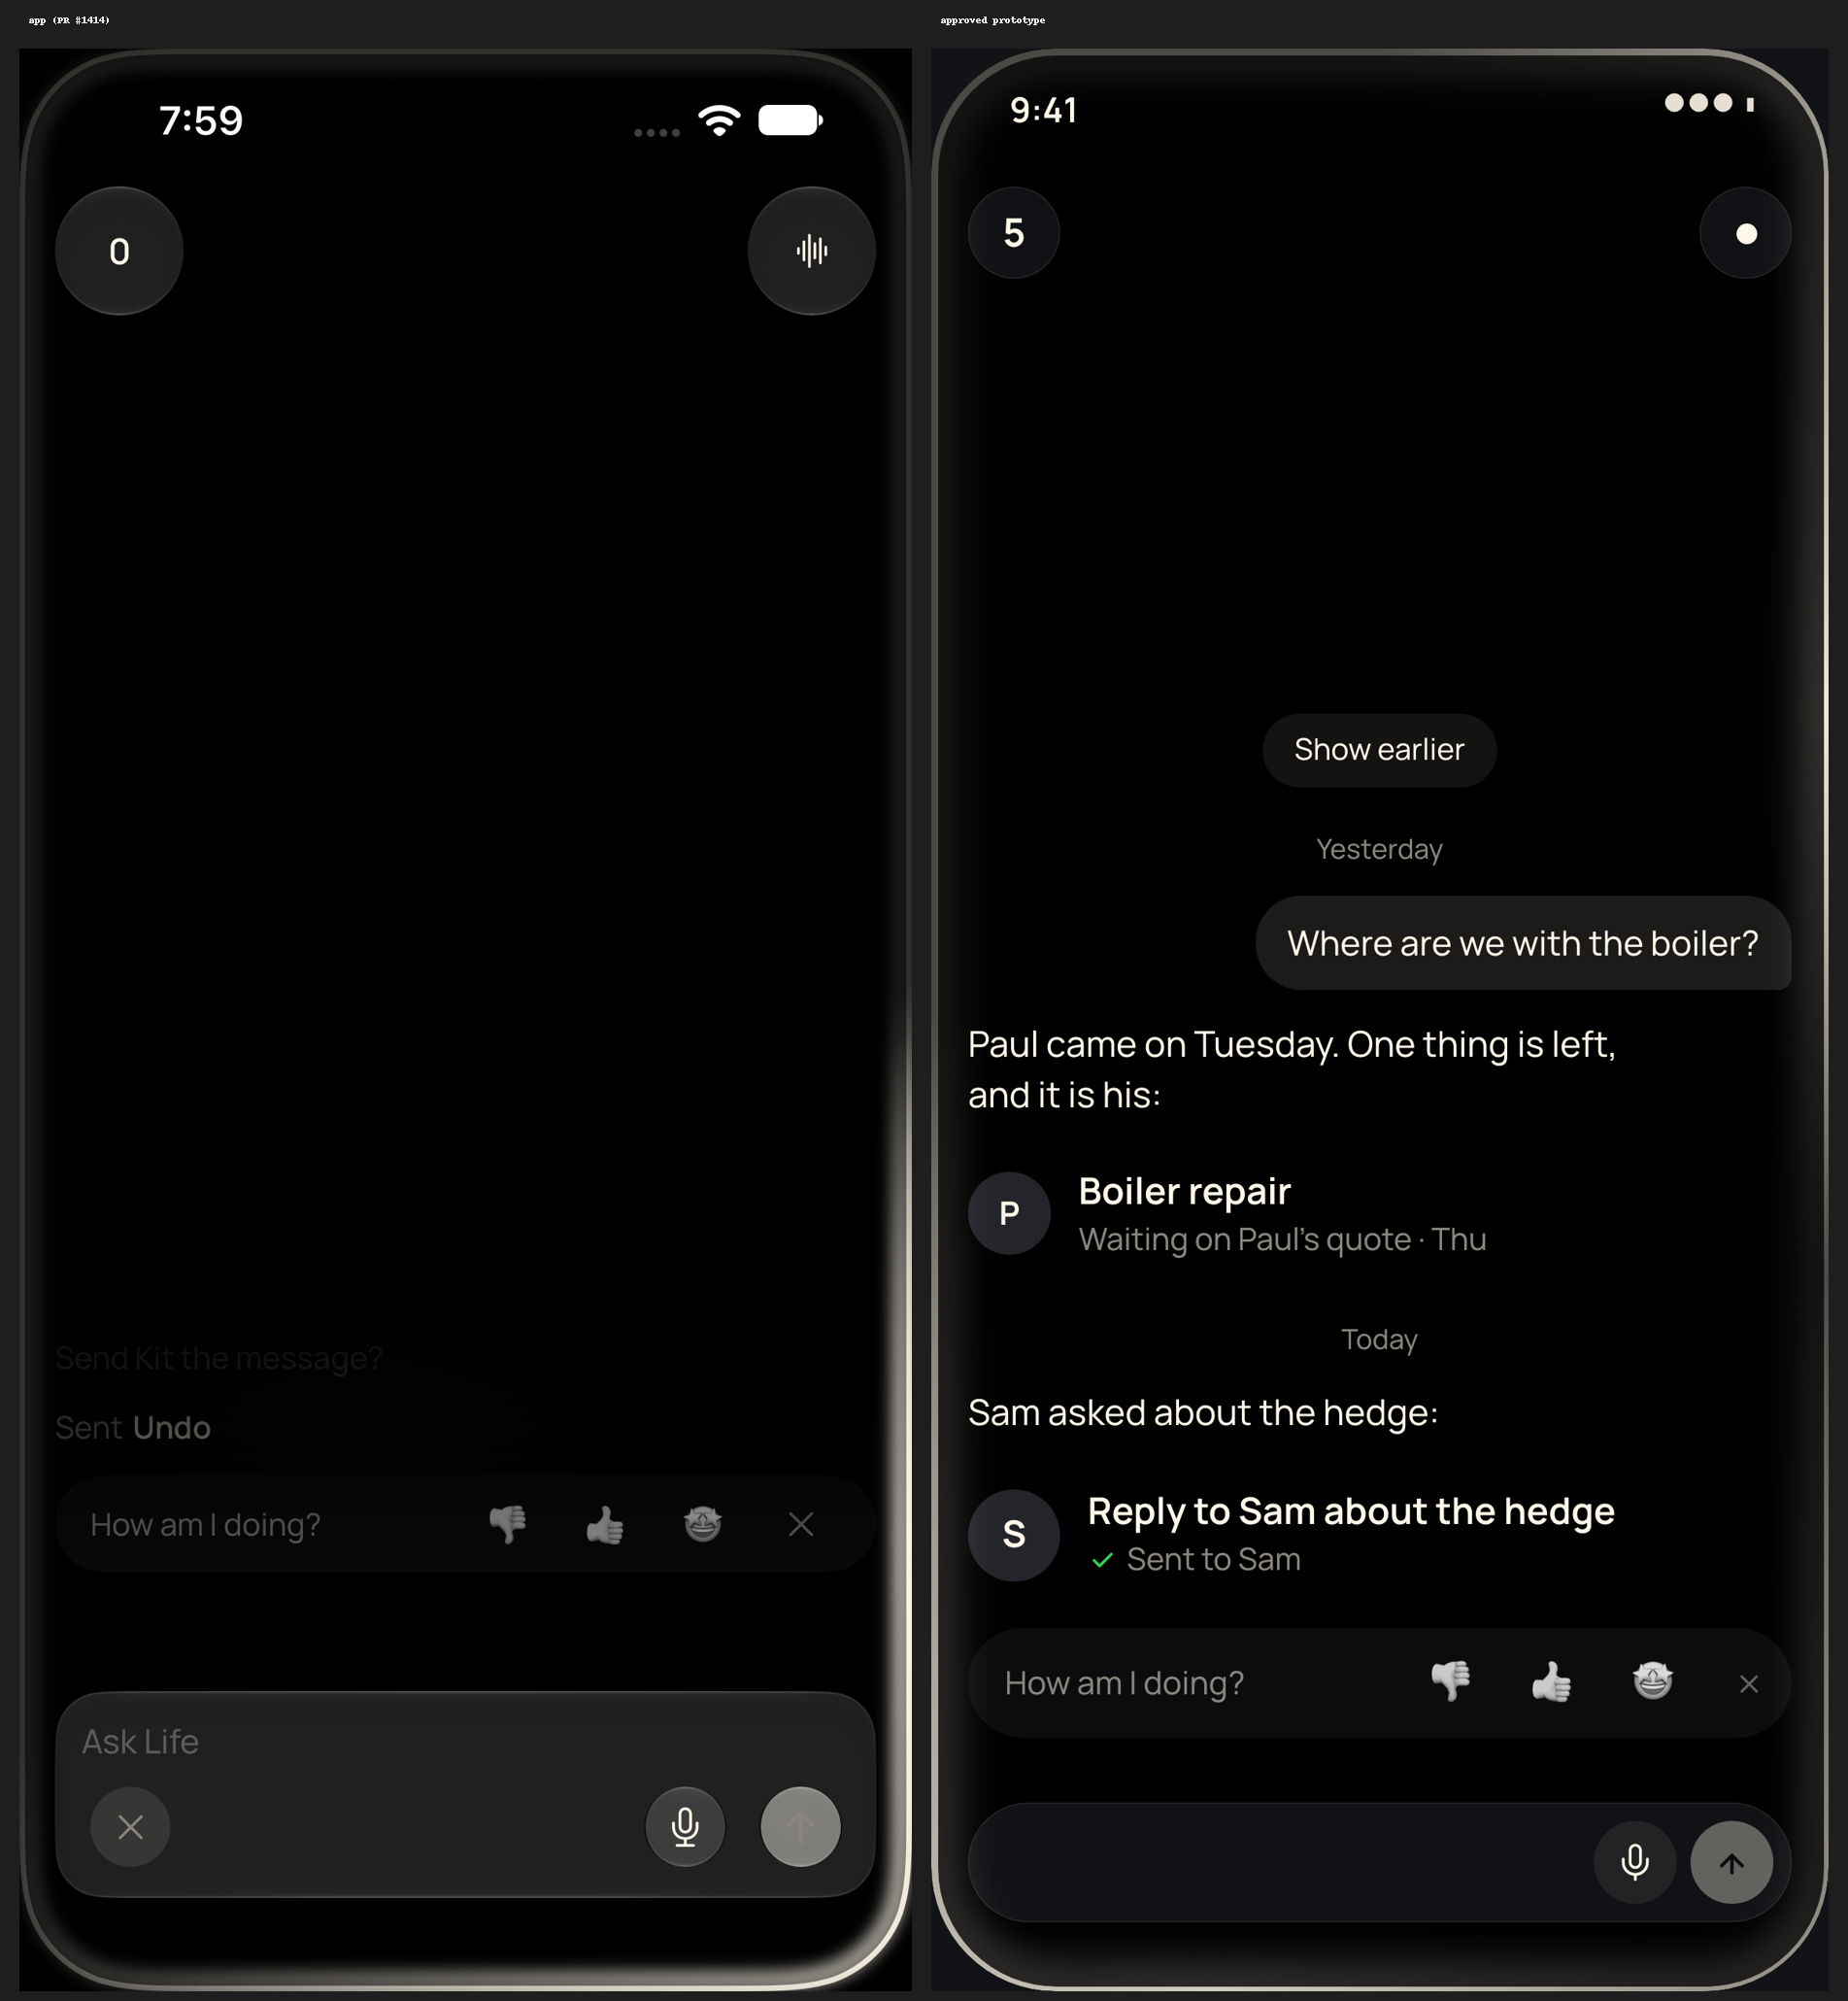 app (PR #1414)
7:59
0
Send Kit the message?
Sent Undo
How am I doing?
Ask Life
approved prototype
9:41
5
Show earlier
Yesterday
Where are we with the boiler?
Paul came on Tuesday. One thing is left,
and it is his:
P
Boiler repair
Waiting on Paul's quote · Thu
Today
Sam asked about the hedge:
S
Reply to Sam about the hedge
Sent to Sam
How am I doing?